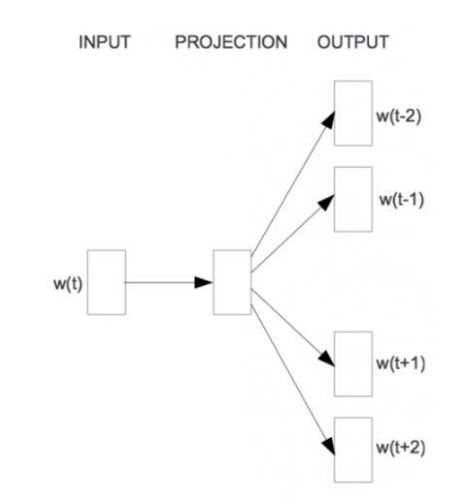 INPUT PROJECTION OUTPUT
w(t-2)
w(t-1)
w(t)
w(t+1)
w(t+2)